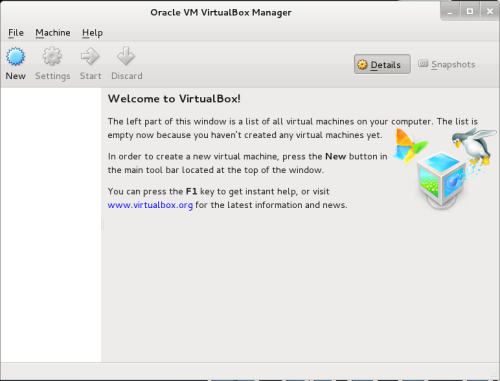 Oracle VM VirtualBox Manager
File Machine Help
New Settings Start Discard Details Snapshots
Welcome to VirtualBox!
The left part of this window is a list of all virtual machines on your computer. The list is
empty now because you haven't created any virtual machines yet.
In order to create a new virtual machine, press the New button in
the main tool bar located at the top of the window.
You can press the F1 key to get instant help, or visit
www.virtualbox.org for the latest information and news.